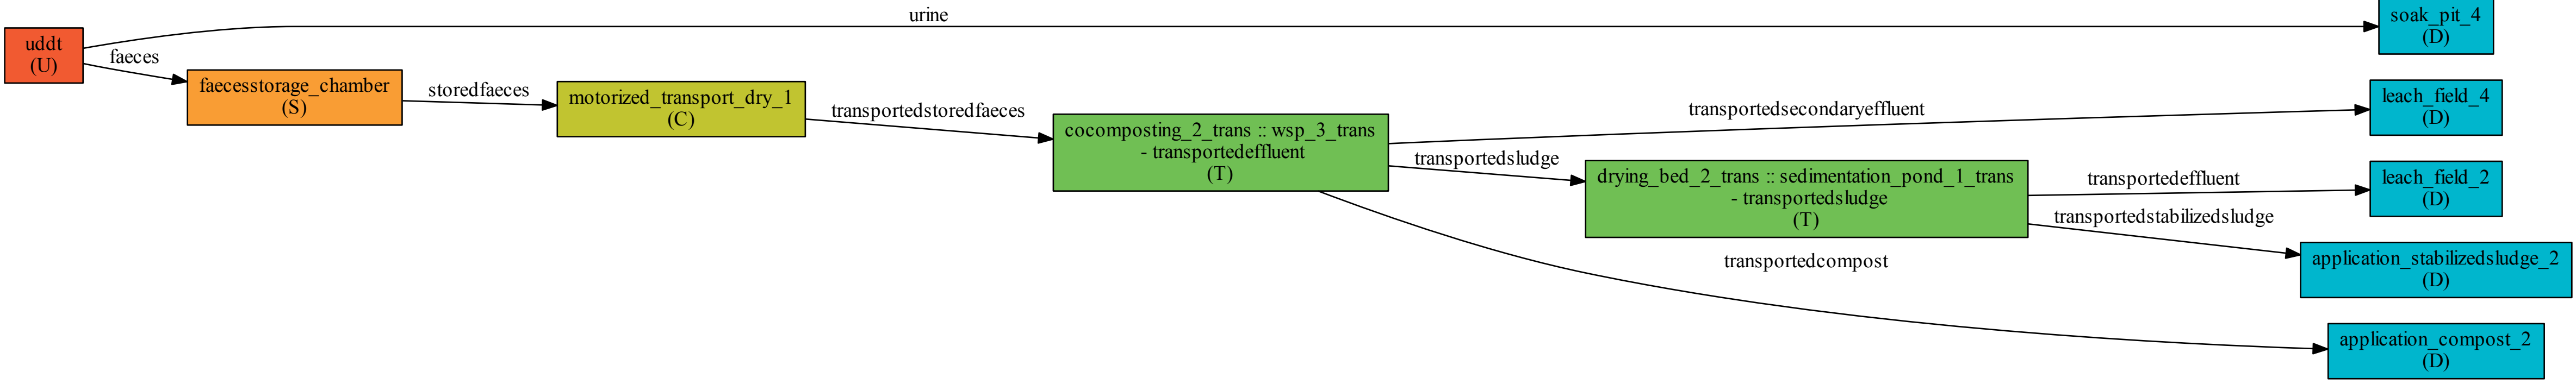 uddt
(U)
urine
faeces
faecesstorage_chamber
(S)
storedfaeces
motorized_transport_dry_1
(C)
transportedstoredfaeces
cocomposting_2_trans :: wsp_3_trans
- transportedeffluent
(T)
transportedsecondaryeffluent
transportedsludge
transportedcompost
drying_bed_2_trans :: sedimentation_pond_1_trans
- transportedsludge
(T)
transportedeffluent
transportedstabilizedsludge
soak_pit_4
(D)
leach_field_4
(D)
leach_field_2
(D)
application_stabilizedsludge_2
(D)
application_compost_2
(D)